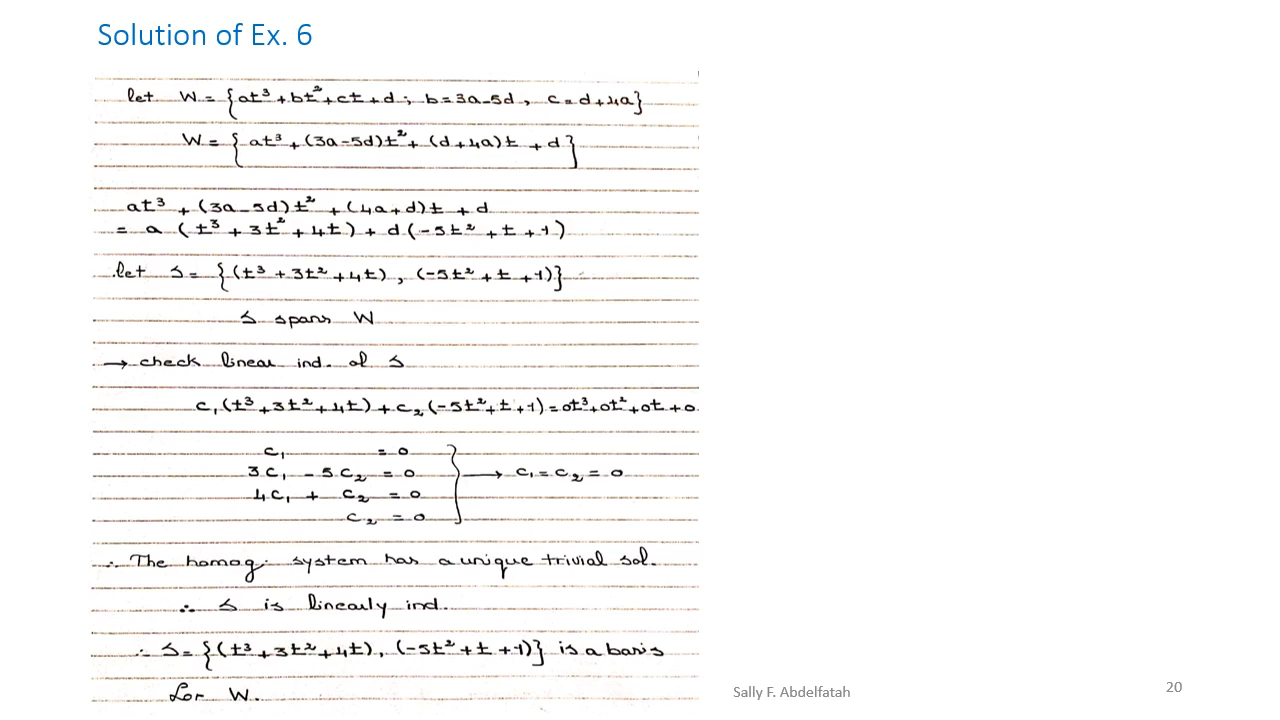 Solution of Ex. 6
let W = {at³ + bt² + ct + d ; b = 3a - 5d , c = d + 4a}
W = {at³ + (3a - 5d)t² + (d + 4a)t + d}
at³ + (3a - 5d)t² + (4a + d)t + d
= a (t³ + 3t² + 4t) + d (-5t² + t + 1)
let S = {(t³ + 3t² + 4t) , (-5t² + t + 1)}
S spans W
→ check linear ind. of S
c₁(t³ + 3t² + 4t) + c₂(-5t² + t + 1) = 0t³ + 0t² + 0t + 0
c₁ = 0
3c₁ - 5c₂ = 0 → c₁ = c₂ = 0
4c₁ + c₂ = 0
c₂ = 0
∴ The homog. system has a unique trivial sol.
∴ S is linearly ind.
∴ S = {(t³ + 3t² + 4t), (-5t² + t + 1)} is a basis
for W.
Sally F. Abdelfatah
20